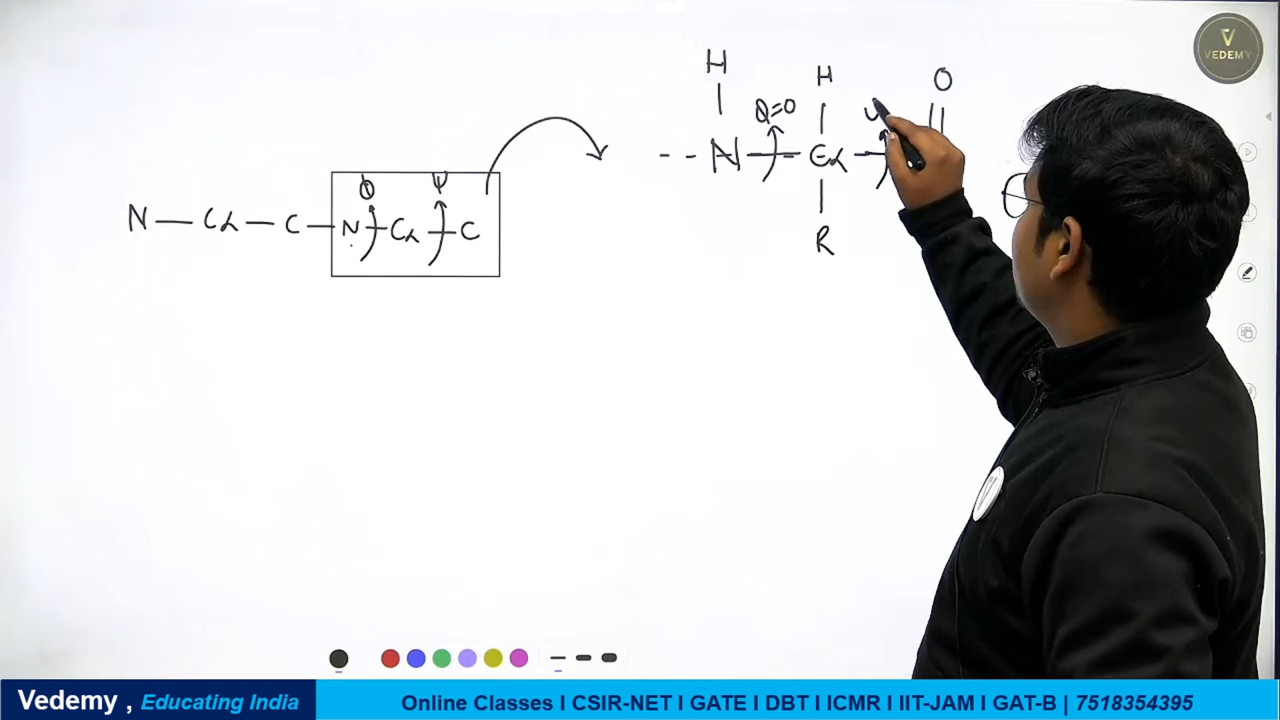 VEDEMY
H
H
O
Q=0
N
Cα
R
Φ
Ψ
N — Cα — C — N — Cα — C
Vedemy , Educating India
Online Classes I CSIR-NET I GATE I DBT I ICMR I IIT-JAM I GAT-B | 7518354395